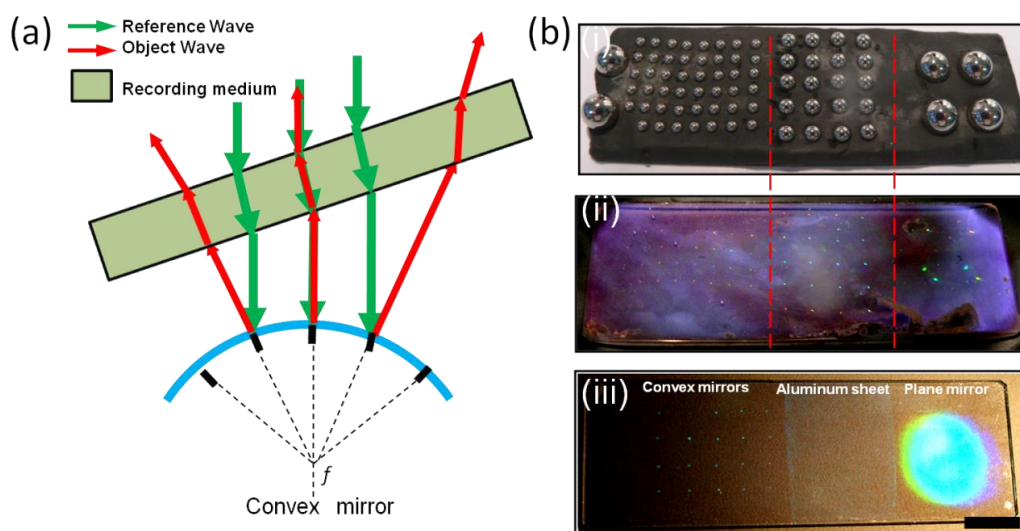 (a)
Reference Wave
Object Wave
Recording medium
f
Convex mirror
(b)
(i)
(ii)
(iii)
Convex mirrors
Aluminum sheet
Plane mirror